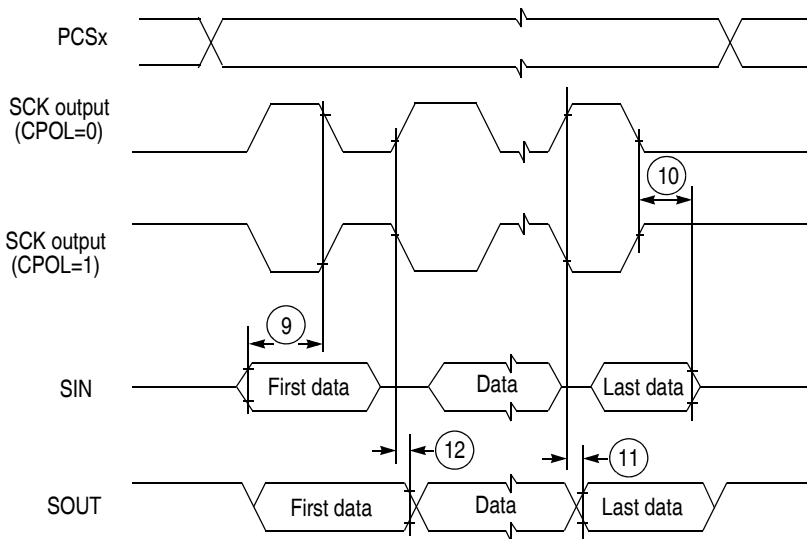 PCSx
SCK output
(CPOL=0)
10
SCK output
(CPOL=1)
9
SIN
First data
Data
Last data
12
11
SOUT
First data
Data
Last data